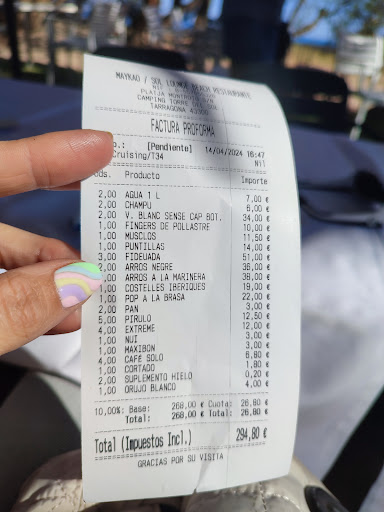 MAYKAO / SOL LOUNGE BEACH RESTAURANTE
NIF
PLATJA
CAMPING TORRE
TARRAGONA
FACTURA PROFORMA
[Pendiente] 14/04/2024 16:47
Cruising/T34 Nil
Uds. Producto Importe
2,00 AGUA 1 L 7,00 €
2,00 CHAMPU 6,00 €
2,00 V. BLANC SENSE CAP BOT. 34,00 €
1,00 FINGERS DE POLLASTRE 10,00 €
1,00 MUSCLOS 11,50 €
1,00 PUNTILLAS 14,00 €
3,00 FIDEUADA 51,00 €
2,00 ARROS NEGRE 36,00 €
2,00 ARROS A LA MARINERA 38,00 €
1,00 COSTELLES IBERIQUES 19,00 €
1,00 POP A LA BRASA 22,00 €
2,00 PAN 3,00 €
5,00 PIRULO 12,50 €
4,00 EXTREME 12,00 €
1,00 NUI 3,00 €
1,00 MAXIBON 3,00 €
4,00 CAFÉ SOLO 6,80 €
1,00 CORTADO 1,80 €
2,00 SUPLEMENTO HIELO 0,20 €
1,00 ORUJO BLANCO 4,00 €
10,00%: Base: 268,00 € Cuota: 26,80 €
Total: 268,00 € Total: 26,80 €
Total (Impuestos Incl.) 294,80 €
GRACIAS POR SU VISITA